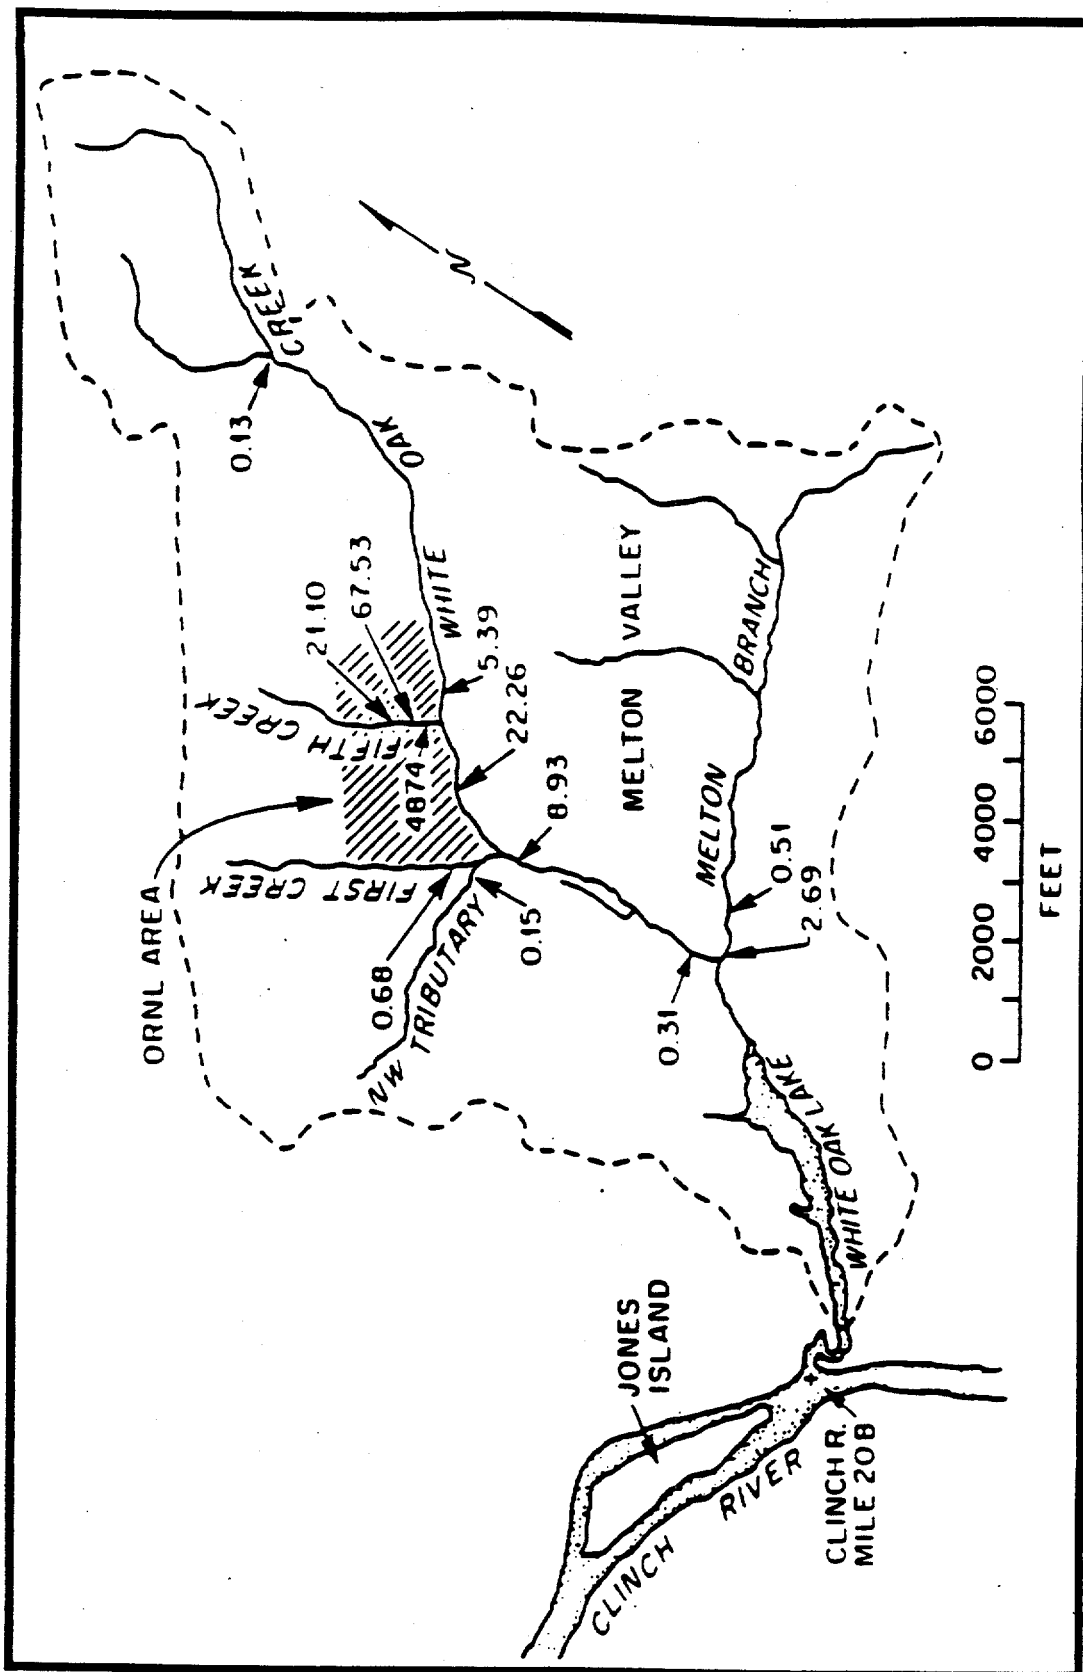 ORNL AREA
0.13
CREEK
OAK
WHITE
21.10
67.53
FIFTH CREEK
4874
5.39
22.26
8.93
FIRST CREEK
0.68
NW TRIBUTARY
0.15
MELTON VALLEY
MELTON
BRANCH
0.51
2.69
0.31
WHITE OAK LAKE
JONES
ISLAND
CLINCH
RIVER
CLINCH R.
MILE 20.8
N
0
2000
4000
6000
FEET